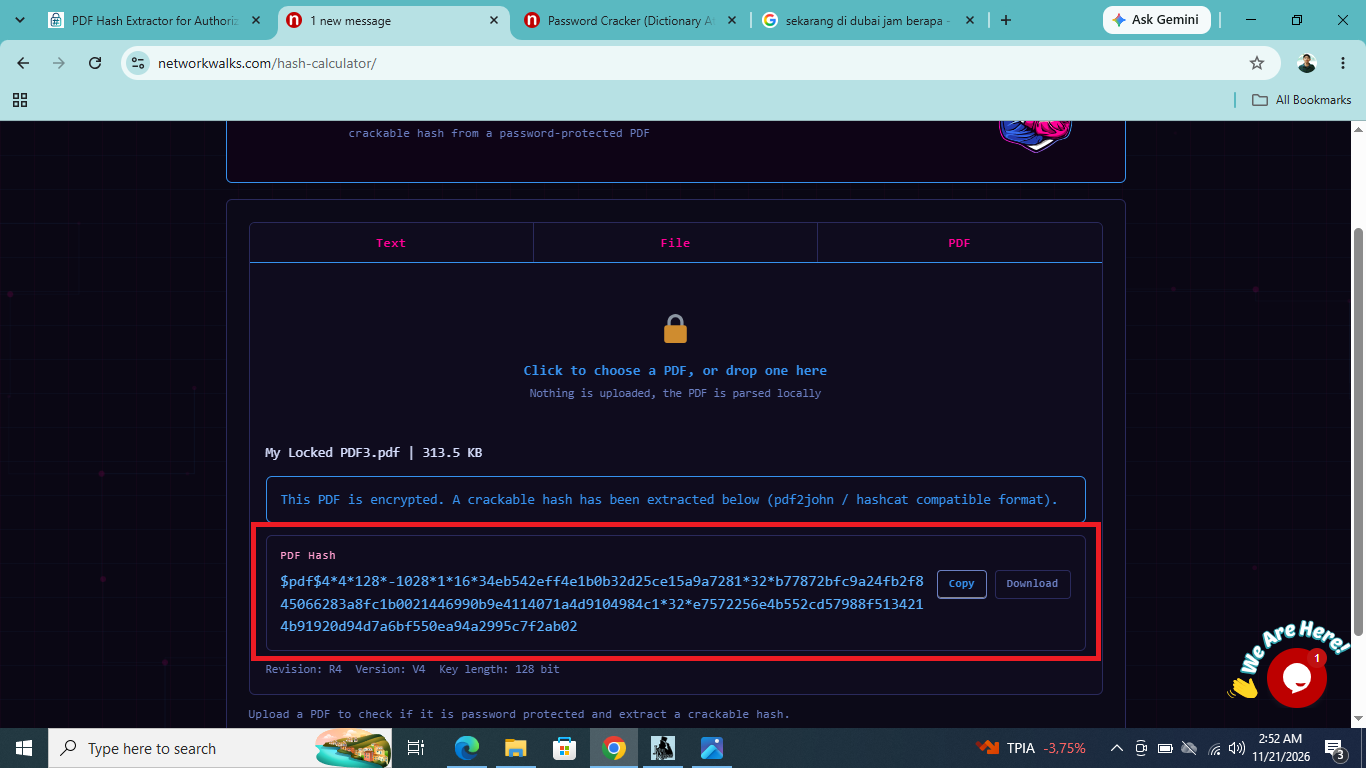 PDF Hash Extractor for Authoriz
1 new message
Password Cracker (Dictionary At
sekarang di dubai jam berapa -
Ask Gemini
networkwalks.com/hash-calculator/
All Bookmarks
crackable hash from a password-protected PDF
Text
File
PDF
Click to choose a PDF, or drop one here
Nothing is uploaded, the PDF is parsed locally
My Locked PDF3.pdf | 313.5 KB
This PDF is encrypted. A crackable hash has been extracted below (pdf2john / hashcat compatible format).
PDF Hash
$pdf$4*4*128*-1028*1*16*34eb542eff4e1b0b32d25ce15a9a7281*32*b77872bfc9a24fb2f8
45066283a8fc1b0021446990b9e4114071a4d9104984c1*32*e7572256e4b552cd57988f513421
4b91920d94d7a6bf550ea94a2995c7f2ab02
Copy
Download
Revision: R4 Version: V4 Key length: 128 bit
Upload a PDF to check if it is password protected and extract a crackable hash.
We Are Here!
1
Type here to search
TPIA -3,75%
2:52 AM
11/21/2026
3